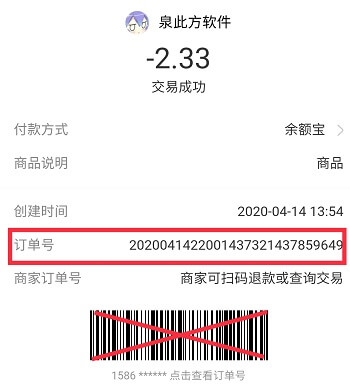 泉此方软件
-2.33
交易成功
付款方式 余额宝
商品说明 商品
创建时间 2020-04-14 13:54
订单号 2020041422001437321437859649
商家订单号 商家可扫码退款或查询交易
1586 ****** 点击查看订单号